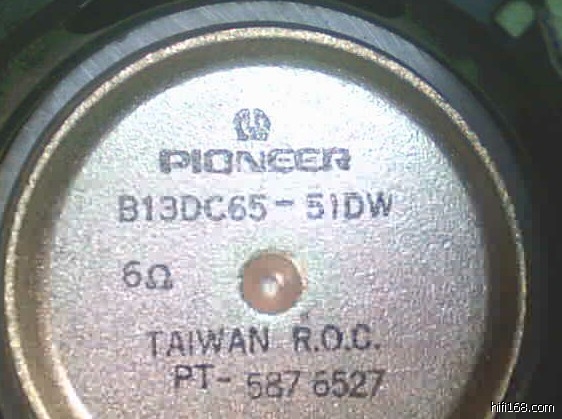 PIONEER
B13DC65-51DW
6Ω
TAIWAN R.O.C.
PT-587 6527
hifi168.com